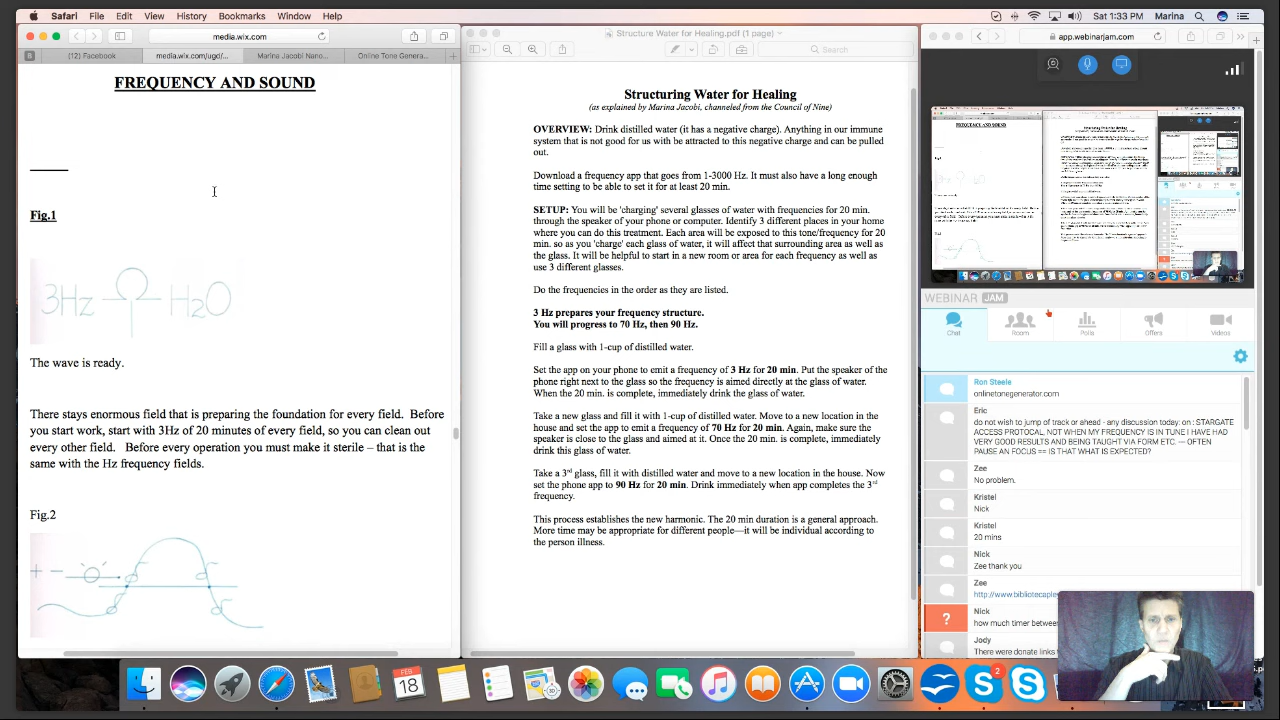 Safari File Edit View History Bookmarks Window Help
Sat 1:33 PM Marina
media.wix.com
(12) Facebook
media.wix.com/ugd/
Marina Jacobi Nano...
Online Tone Genera...
FREQUENCY AND SOUND
Fig.1
3Hz H2O
The wave is ready.
There stays enormous field that is preparing the foundation for every field. Before
you start work, start with 3Hz of 20 minutes of every field, so you can clean out
every other field. Before every operation you must make it sterile – that is the
same with the Hz frequency fields.
Fig.2
+ -
Structure Water for Healing.pdf (1 page)
Search
Structuring Water for Healing
(as explained by Marina Jacobi, channeled from the Council of Nine)
OVERVIEW: Drink distilled water (it has a negative charge). Anything in our immune
system that is not good for us with be attracted to this negative charge and can be pulled
out.
Download a frequency app that goes from 1-3000 Hz. It must also have a long enough
time setting to be able to set it for at least 20 min.
SETUP: You will be 'charging' several glasses of water with frequencies for 20 min.
through the speaker of your phone or computer. Identify 3 different places in your home
where you can do this treatment. Each area will be exposed to this tone/frequency for 20
min. so as you 'charge' each glass of water, it will affect that surrounding area as well as
the glass. It will be helpful to start in a new room or area for each frequency as well as
use 3 different glasses.
Do the frequencies in the order as they are listed.
3 Hz prepares your frequency structure.
You will progress to 70 Hz, then 90 Hz.
Fill a glass with 1-cup of distilled water.
Set the app on your phone to emit a frequency of 3 Hz for 20 min. Put the speaker of the
phone right next to the glass so the frequency is aimed directly at the glass of water.
When the 20 min. is complete, immediately drink the glass of water.
Take a new glass and fill it with 1-cup of distilled water. Move to a new location in the
house and set the app to emit a frequency of 70 Hz for 20 min. Again, make sure the
speaker is close to the glass and aimed at it. Once the 20 min. is complete, immediately
drink this glass of water.
Take a 3rd glass, fill it with distilled water and move to a new location in the house. Now
set the phone app to 90 Hz for 20 min. Drink immediately when app completes the 3rd
frequency.
This process establishes the new harmonic. The 20 min duration is a general approach.
More time may be appropriate for different people—it will be individual according to
the person illness.
app.webinarjam.com
FREQUENCY AND SOUND
WEBINAR JAM
Chat Room Polls Offers Videos
Ron Steele
onlinetonegenerator.com
Eric
do not wish to jump of track or ahead - any discussion today: on : STARGATE
ACCESS PROTOCAL, NOT WHEN MY FREQUENCY IS IN TUNE I HAVE HAD
VERY GOOD RESULTS AND BEING TAUGHT VIA FORM ETC. --- OFTEN
PAUSE AN FOCUS == IS THAT WHAT IS EXPECTED?
Zee
No problem.
Kristel
Nick
Kristel
20 mins
Nick
Zee thank you
Zee
http://www.bibliotecaple
Nick
how much timer between
Jody
There were donate links
?
FEB
18
2